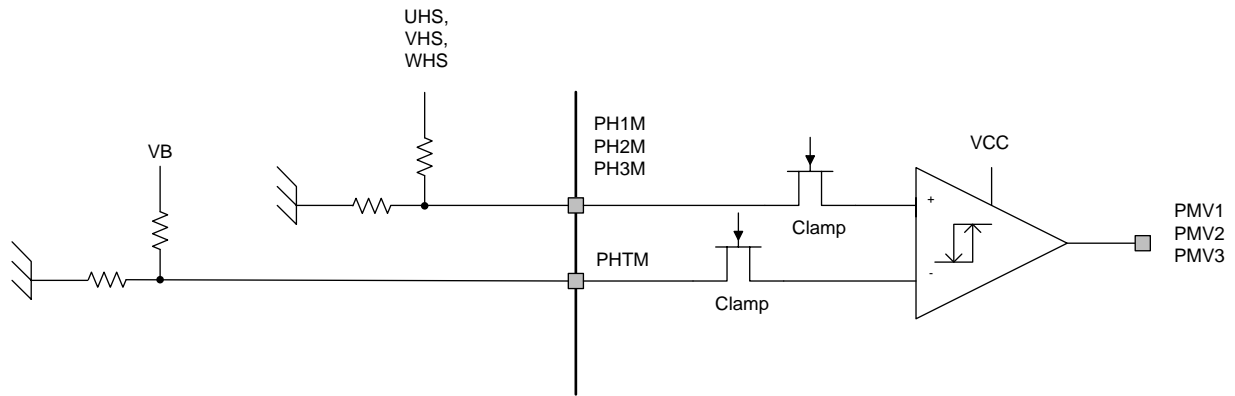 UHS,
VHS,
WHS
VB
PH1M
PH2M
PH3M
VCC
Clamp
PHTM
Clamp
+
-
PMV1
PMV2
PMV3